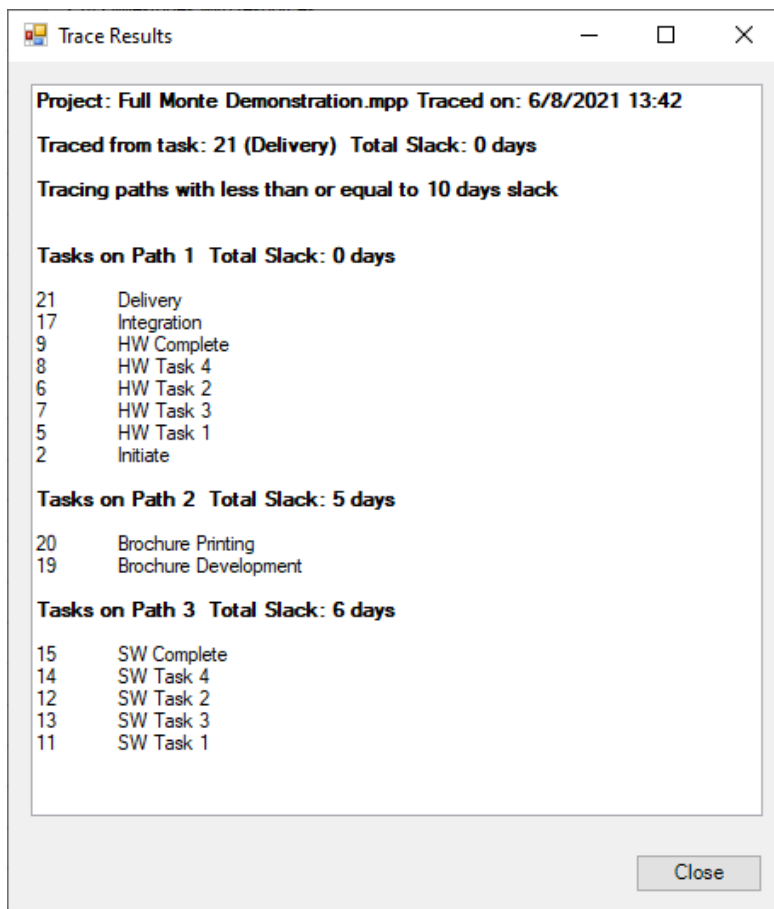 Trace Results
Project: Full Monte Demonstration.mpp Traced on: 6/8/2021 13:42
Traced from task: 21 (Delivery) Total Slack: 0 days
Tracing paths with less than or equal to 10 days slack
Tasks on Path 1 Total Slack: 0 days
21 Delivery
17 Integration
9 HW Complete
8 HW Task 4
6 HW Task 2
7 HW Task 3
5 HW Task 1
2 Initiate
Tasks on Path 2 Total Slack: 5 days
20 Brochure Printing
19 Brochure Development
Tasks on Path 3 Total Slack: 6 days
15 SW Complete
14 SW Task 4
12 SW Task 2
13 SW Task 3
11 SW Task 1
Close